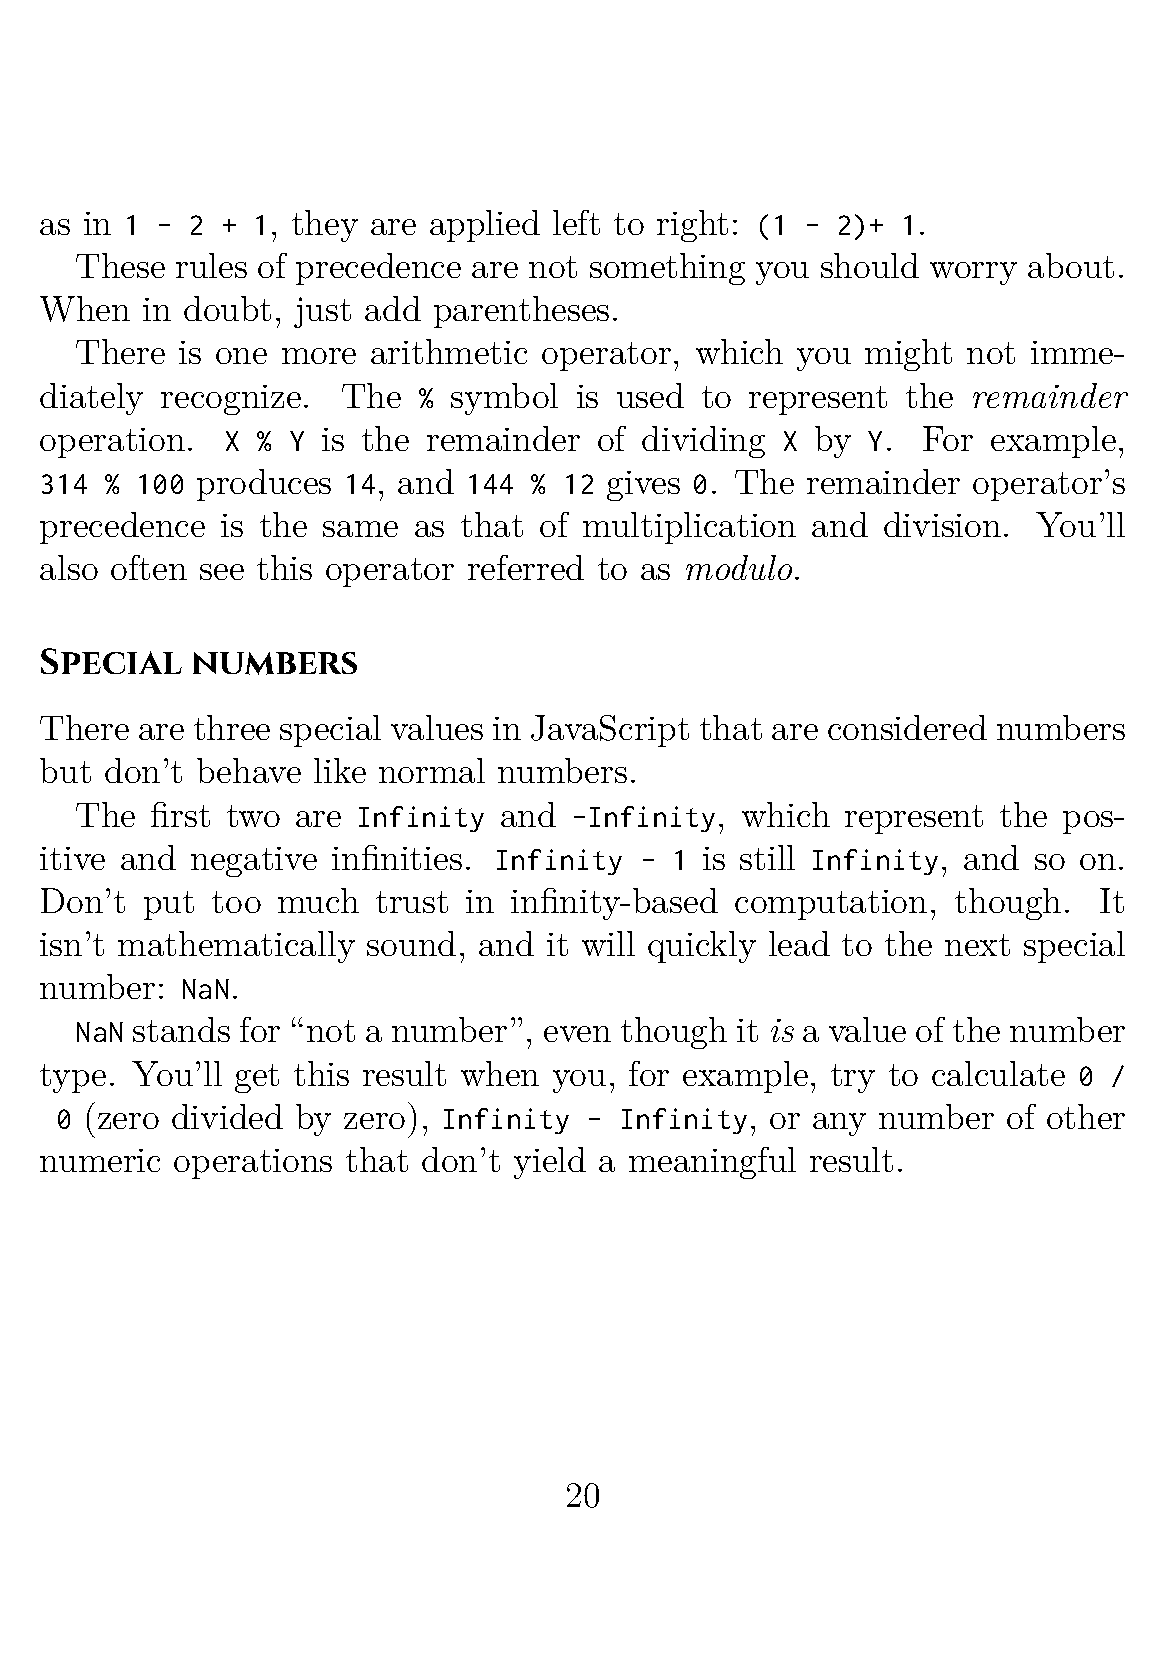 as in 1 - 2 + 1, they are applied left to right: (1 - 2)+ 1.
These rules of precedence are not something you should worry about.
When in doubt, just add parentheses.
There is one more arithmetic operator, which you might not imme-
diately recognize. The % symbol is used to represent the remainder
operation. X % Y is the remainder of dividing X by Y. For example,
314 % 100 produces 14, and 144 % 12 gives 0. The remainder operator’s
precedence is the same as that of multiplication and division. You’ll
also often see this operator referred to as modulo.
Special numbers
There are three special values in JavaScript that are considered numbers
but don’t behave like normal numbers.
The first two are Infinity and -Infinity, which represent the pos-
itive and negative infinities. Infinity - 1 is still Infinity, and so on.
Don’t put too much trust in infinity-based computation, though. It
isn’t mathematically sound, and it will quickly lead to the next special
number: NaN.
NaN stands for “not a number”, even though it is a value of the number
type. You’ll get this result when you, for example, try to calculate 0 /
0 (zero divided by zero), Infinity - Infinity, or any number of other
numeric operations that don’t yield a meaningful result.
20